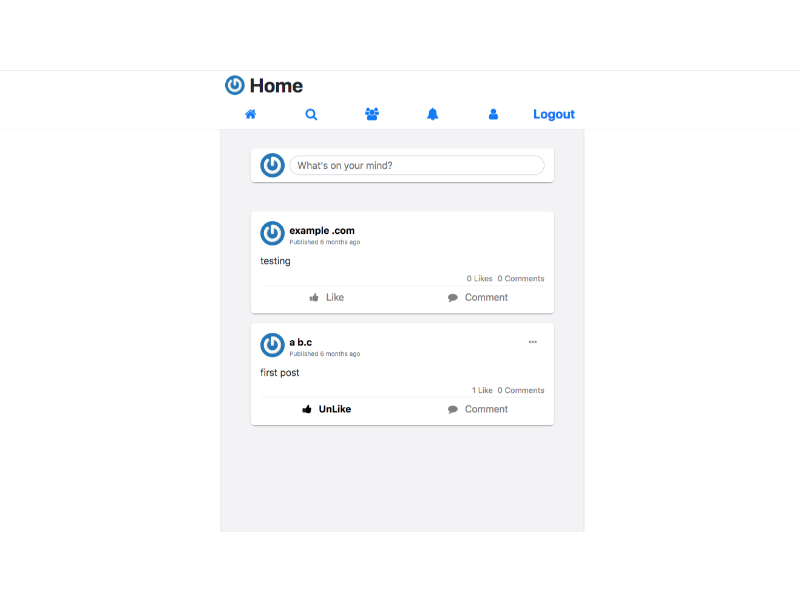 Home
Logout
What's on your mind?
example .com
Published 6 months ago
testing
0 Likes 0 Comments
Like Comment
a b.c
Published 6 months ago
first post
1 Like 0 Comments
UnLike Comment